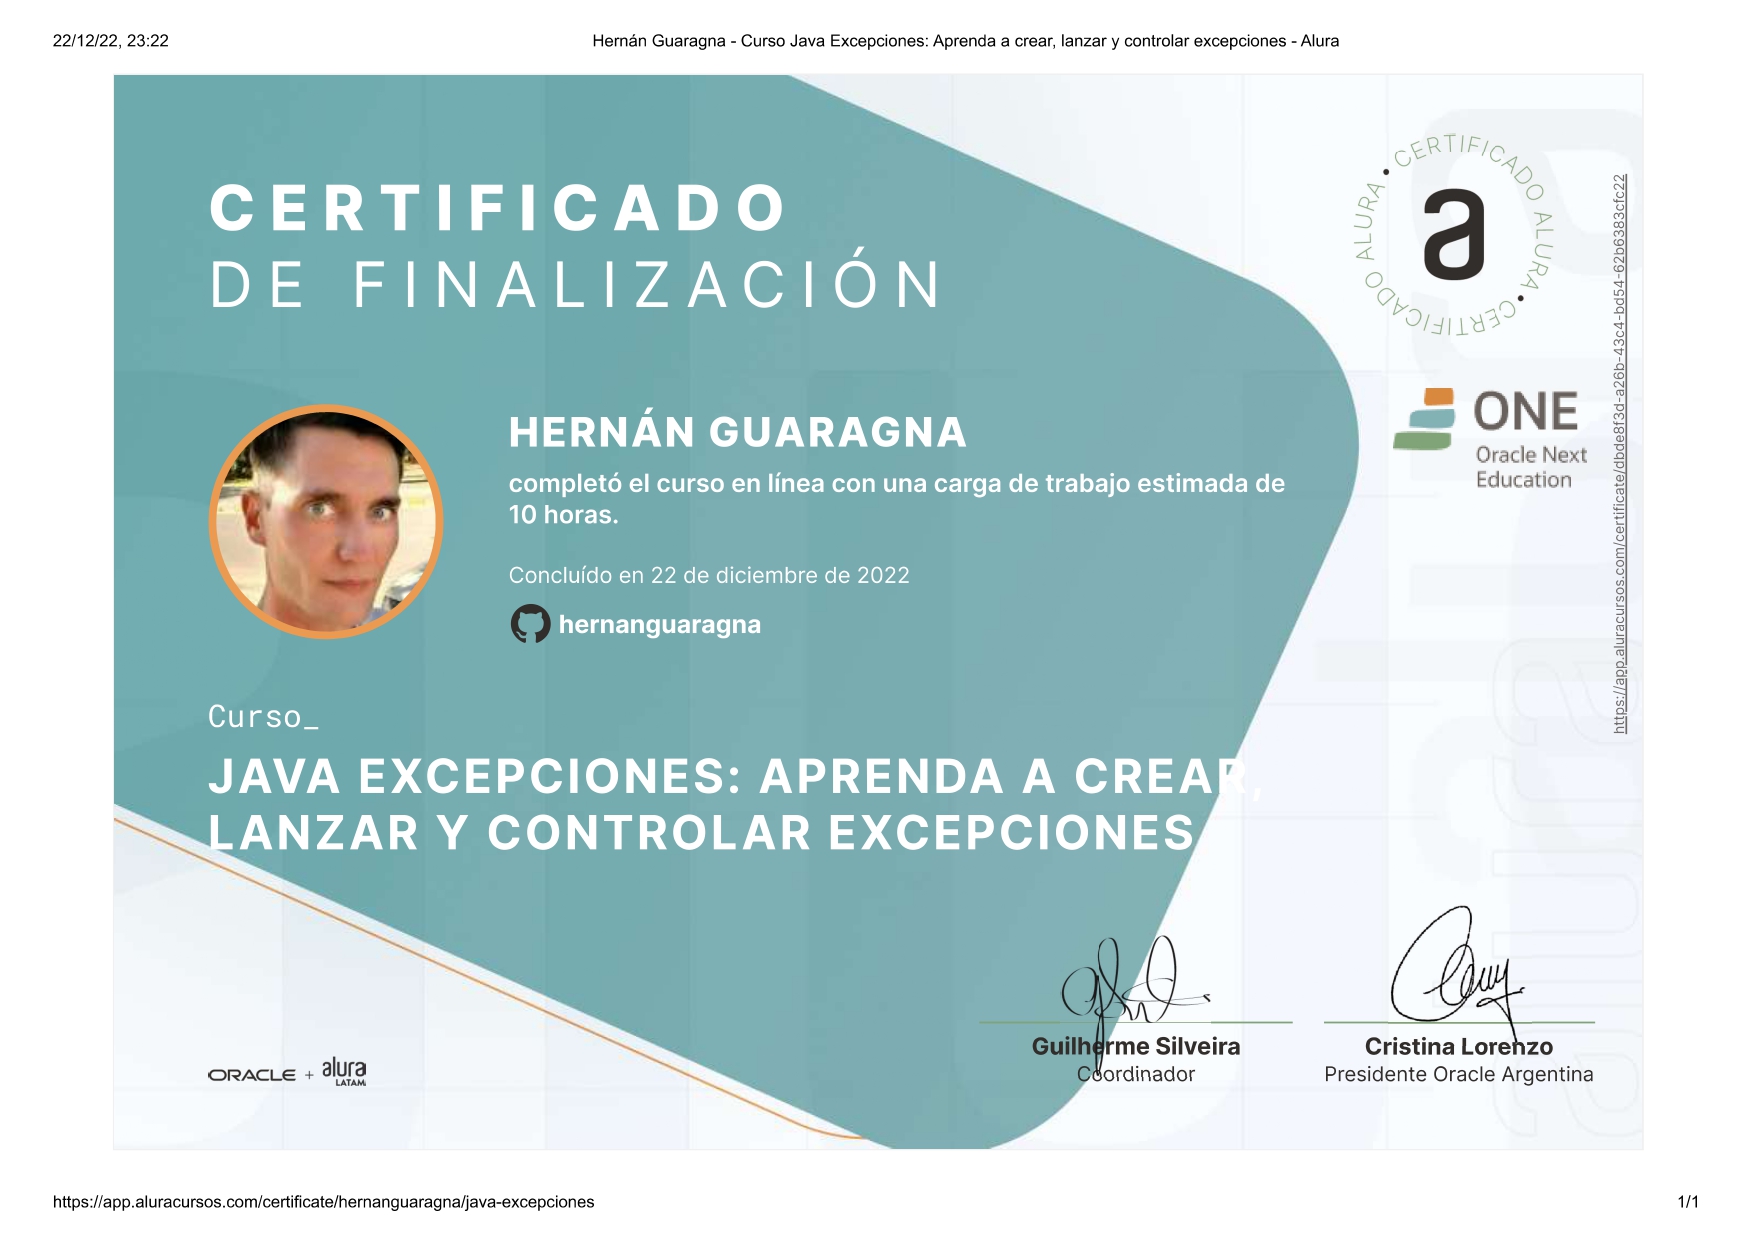 22/12/22, 23:22
Hernán Guaragna - Curso Java Excepciones: Aprenda a crear, lanzar y controlar excepciones - Alura
CERTIFICADO
DE FINALIZACIÓN
• CERTIFICADO ALURA • CERTIFICADO ALURA
a
ONE
Oracle Next
Education
https://app.aluracursos.com/certificate/dbde8f3d-a26b-43c4-bd54-62b6383cfc22
HERNÁN GUARAGNA
completó el curso en línea con una carga de trabajo estimada de
10 horas.
Concluído en 22 de diciembre de 2022
hernanguaragna
Curso_
JAVA EXCEPCIONES: APRENDA A CREAR,
LANZAR Y CONTROLAR EXCEPCIONES
Guilherme Silveira
Coordinador
Cristina Lorenzo
Presidente Oracle Argentina
ORACLE + alura
LATAM
https://app.aluracursos.com/certificate/hernanguaragna/java-excepciones
1/1